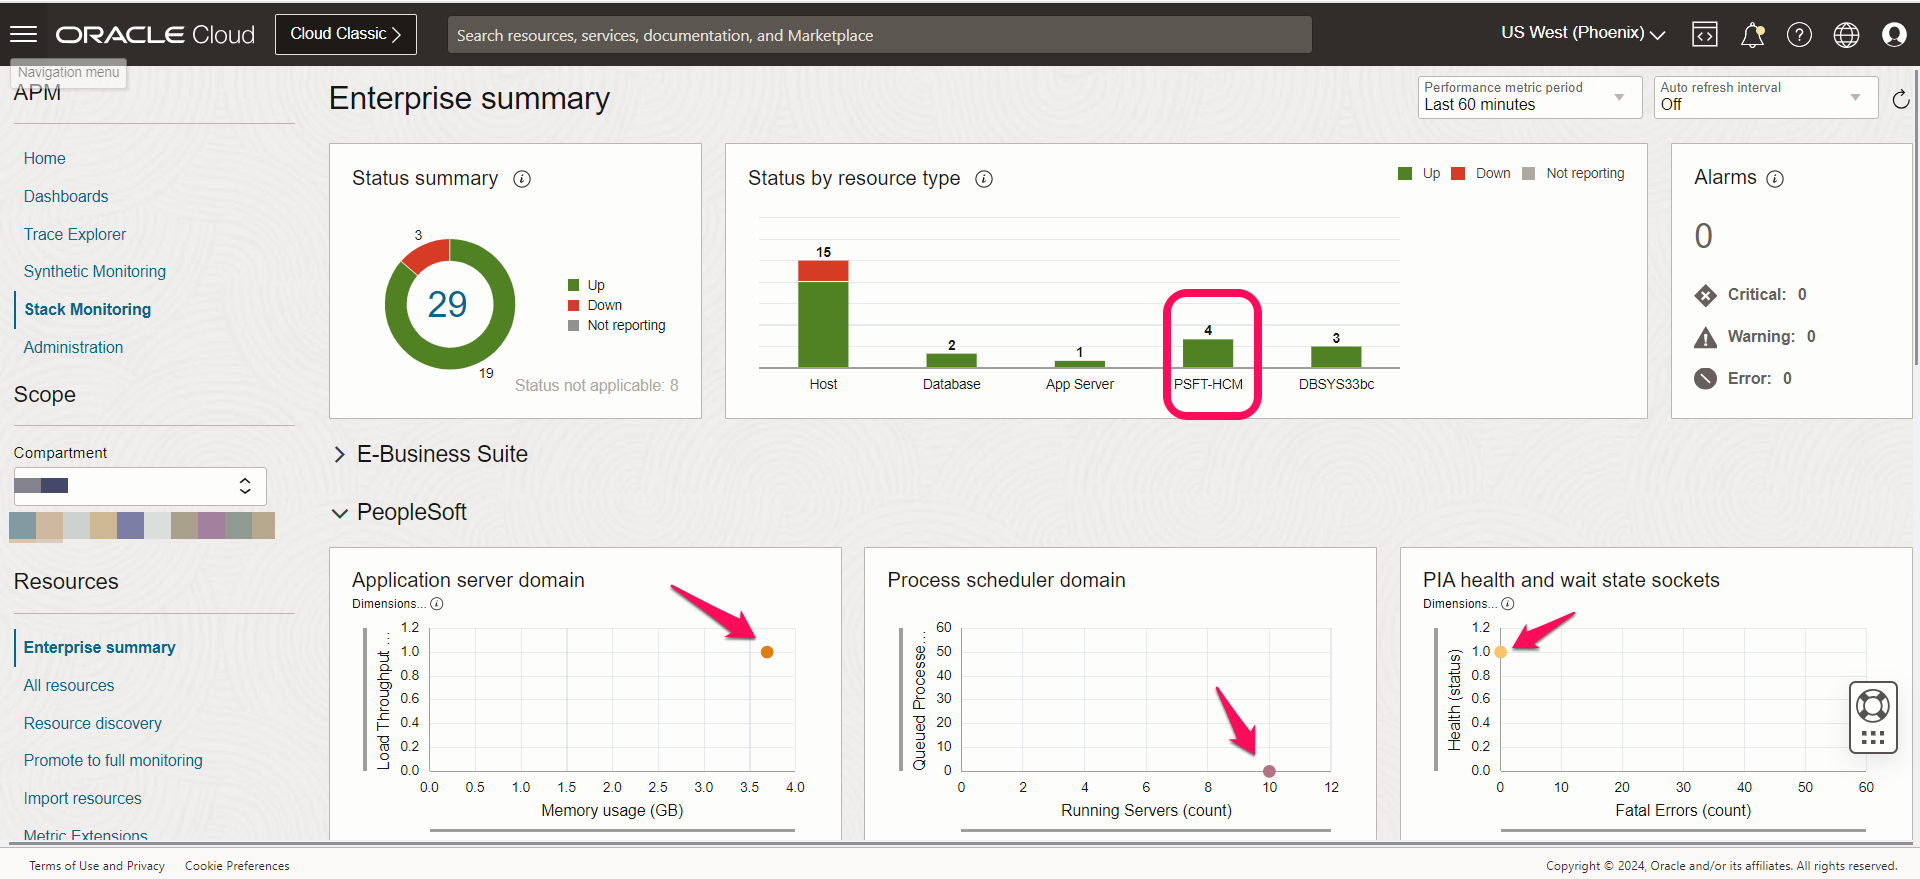 ORACLE Cloud
Cloud Classic
Search resources, services, documentation, and Marketplace
US West (Phoenix)
Navigation menu
APM
Home
Dashboards
Trace Explorer
Synthetic Monitoring
Stack Monitoring
Administration
Scope
Compartment
Resources
Enterprise summary
All resources
Resource discovery
Promote to full monitoring
Import resources
Metric Extensions
Enterprise summary
Performance metric period
Last 60 minutes
Auto refresh interval
Off
Status summary
3
29
19
Up
Down
Not reporting
Status not applicable: 8
Status by resource type
Up Down Not reporting
15
2
1
4
3
Host Database App Server PSFT-HCM DBSYS33bc
Alarms
0
Critical: 0
Warning: 0
Error: 0
E-Business Suite
PeopleSoft
Application server domain
Dimensions...
Load Throughput ...
1.2
1.0
0.8
0.6
0.4
0.2
0.0
0.0 0.5 1.0 1.5 2.0 2.5 3.0 3.5 4.0
Memory usage (GB)
Process scheduler domain
Queued Processe...
60
50
40
30
20
10
0
0 2 4 6 8 10 12
Running Servers (count)
PIA health and wait state sockets
Dimensions...
Health (status)
1.2
1.0
0.8
0.6
0.4
0.2
0.0
0 10 20 30 40 50 60
Fatal Errors (count)
Terms of Use and Privacy Cookie Preferences
Copyright © 2024, Oracle and/or its affiliates. All rights reserved.